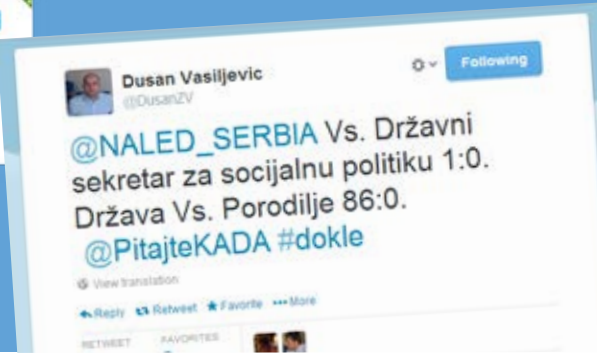 Dusan Vasiljevic
@DusanZV
Following
@NALED_SERBIA Vs. Državni
sekretar za socijalnu politiku 1:0.
Država Vs. Porodilje 86:0.
@PitajteKADA #dokle
View translation
Reply Retweet Favorite More
RETWEET FAVORITES